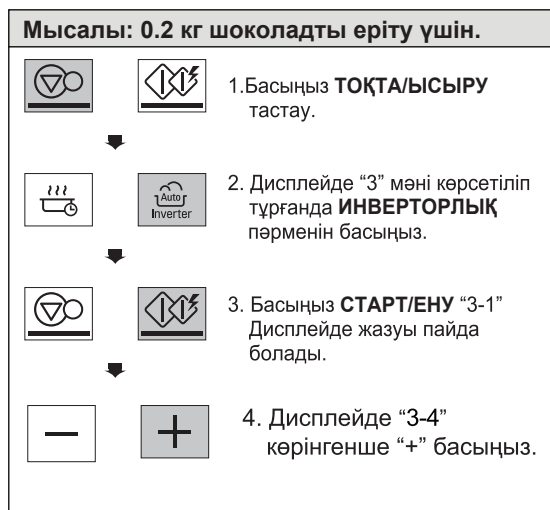 Мысалы: 0.2 кг шоколадты еріту үшін.
1.Басыңыз ТОҚТА/ЫСЫРУ
тастау.
2. Дисплейде “3” мәні көрсетіліп
тұрғанда ИНВЕРТОРЛЫҚ
пәрменін басыңыз.
Auto
Inverter
3. Басыңыз СТАРТ/ЕНУ “3-1”
Дисплейде жазуы пайда
болады.
4. Дисплейде “3-4”
көрінгенше “+” басыңыз.